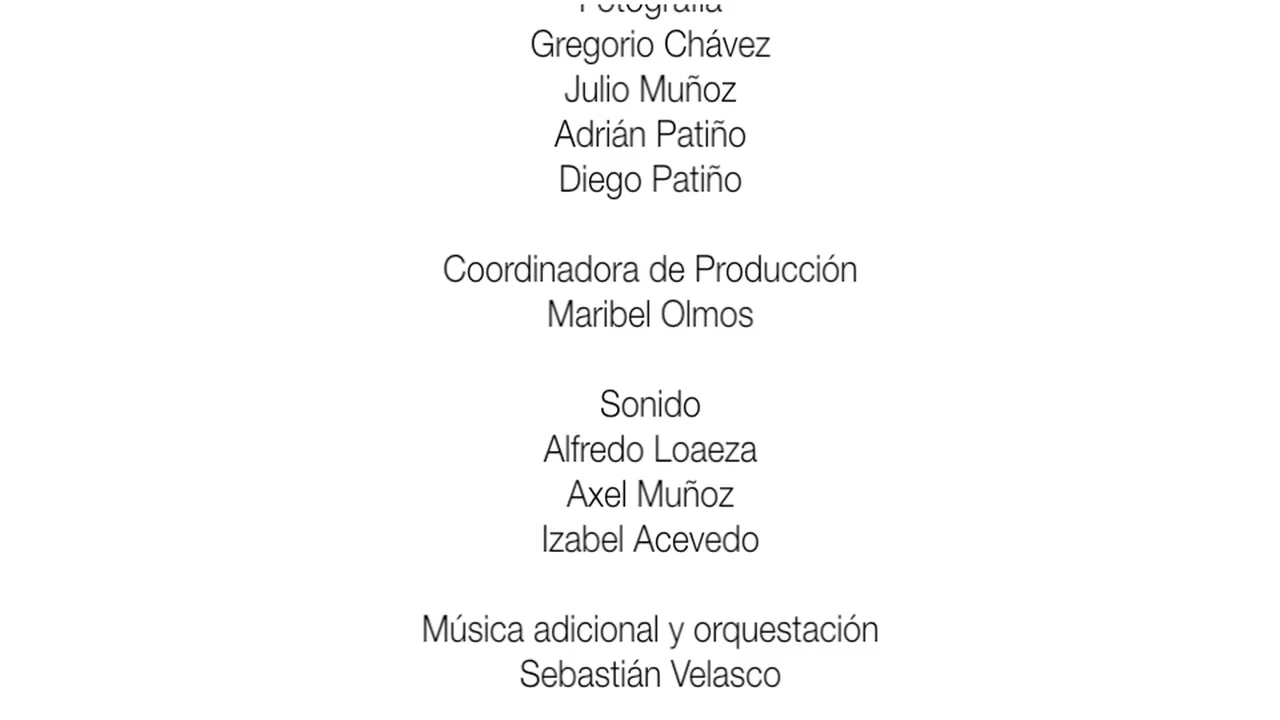 Fotografía
Gregorio Chávez
Julio Muñoz
Adrián Patiño
Diego Patiño
Coordinadora de Producción
Maribel Olmos
Sonido
Alfredo Loaeza
Axel Muñoz
Izabel Acevedo
Música adicional y orquestación
Sebastián Velasco